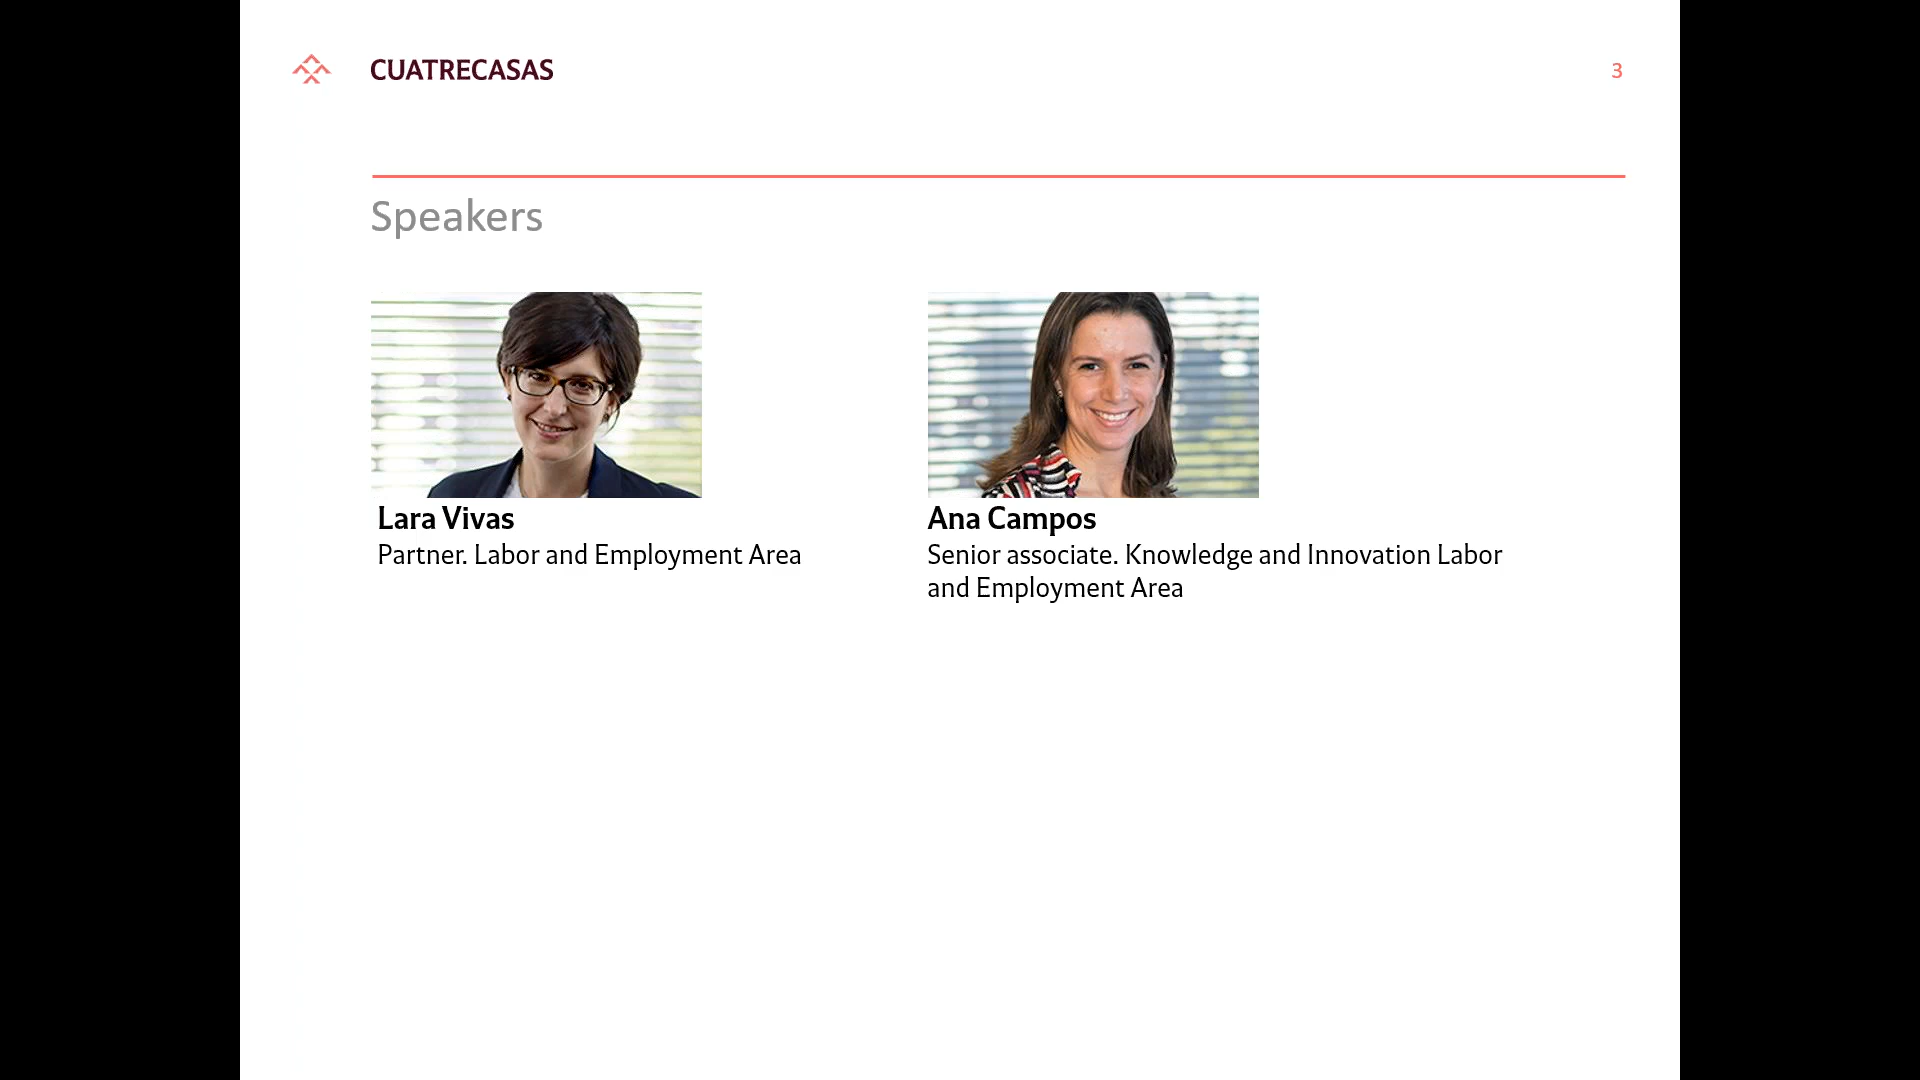 CUATRECASAS
3
Speakers
Lara Vivas
Partner. Labor and Employment Area
Ana Campos
Senior associate. Knowledge and Innovation Labor
and Employment Area